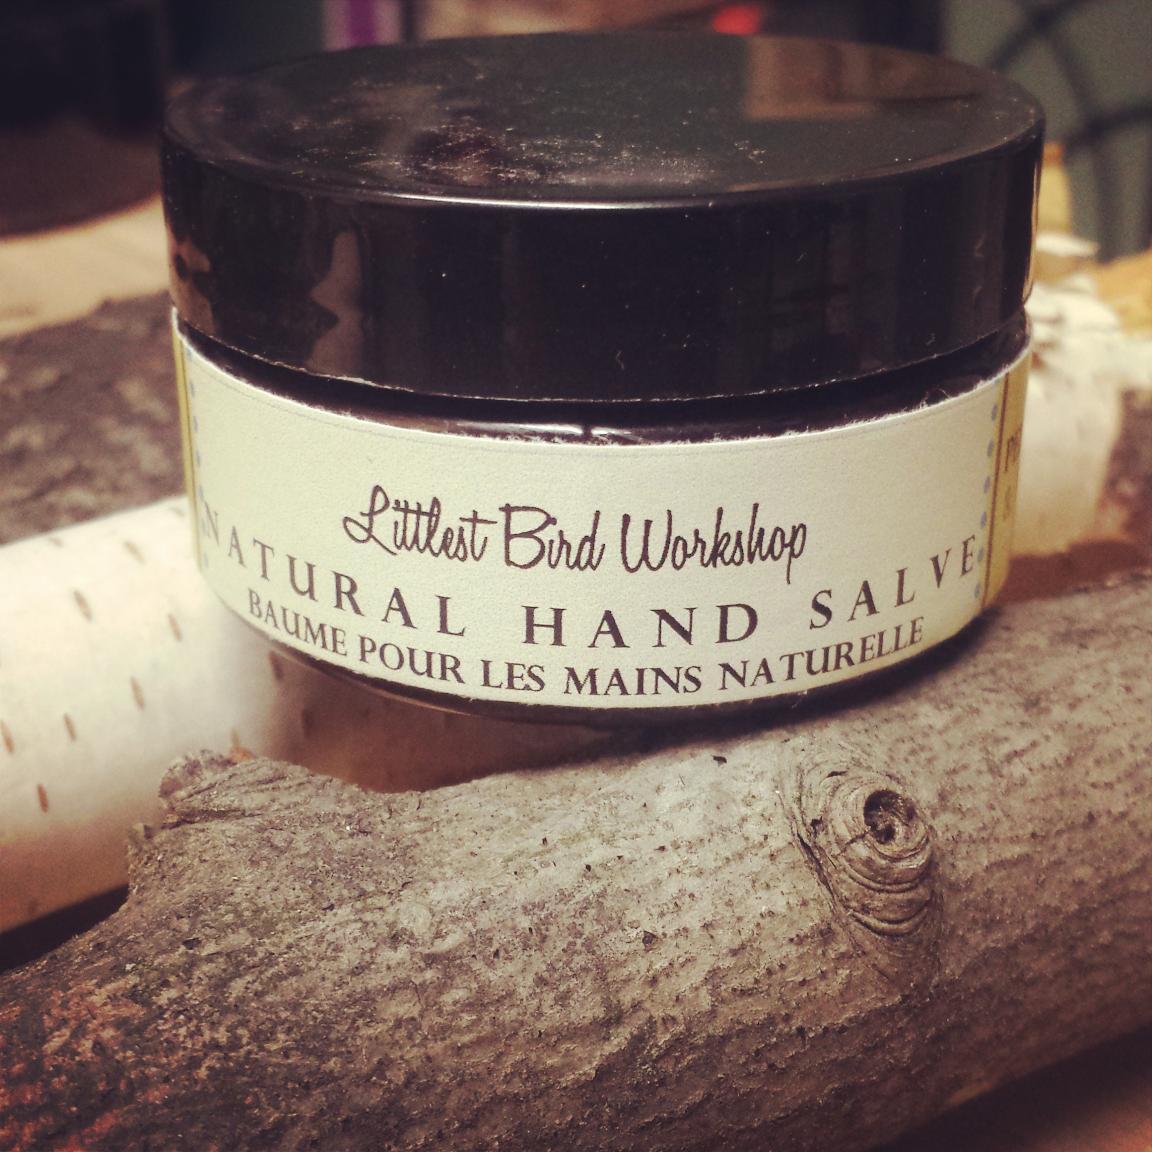 Littlest Bird Workshop
NATURAL HAND SALVE
BAUME POUR LES MAINS NATURELLE